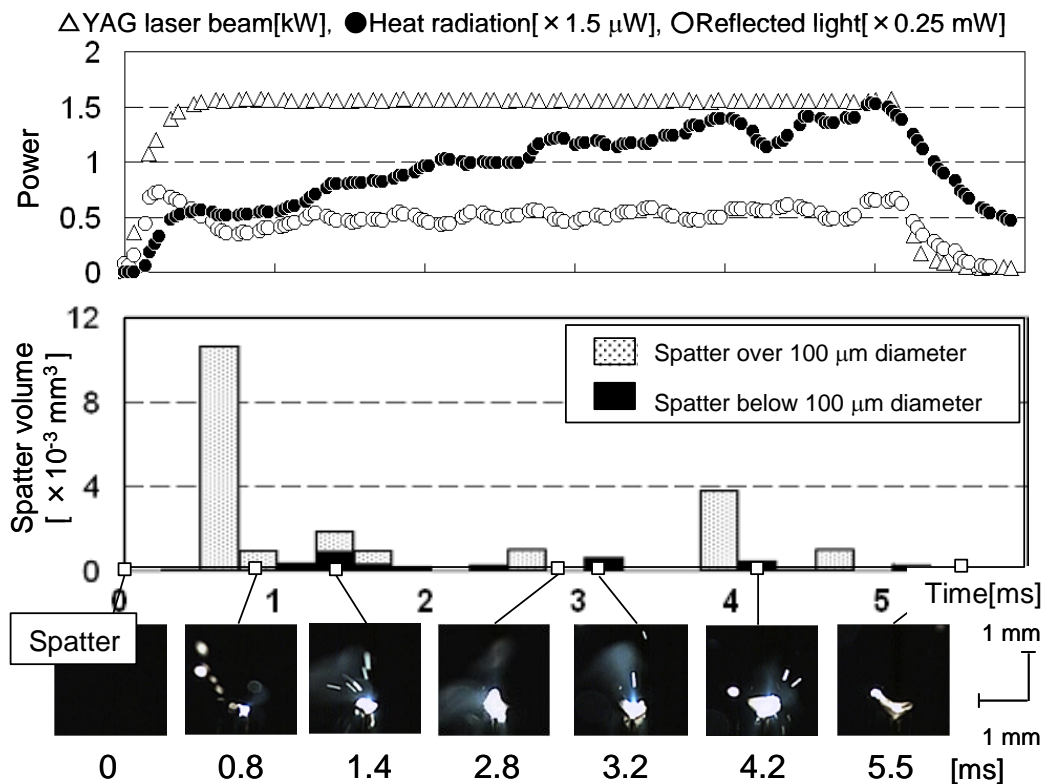 △YAG laser beam[kW], ●Heat radiation[×1.5 μW], ○Reflected light[×0.25 mW]
2
1.5
1
0.5
0
Power
12
8
4
0
Spatter volume
[ ×10-3 mm3 ]
Spatter over 100 μm diameter
Spatter below 100 μm diameter
0 1 2 3 4 5 Time[ms]
Spatter
1 mm
1 mm
0 0.8 1.4 2.8 3.2 4.2 5.5 [ms]